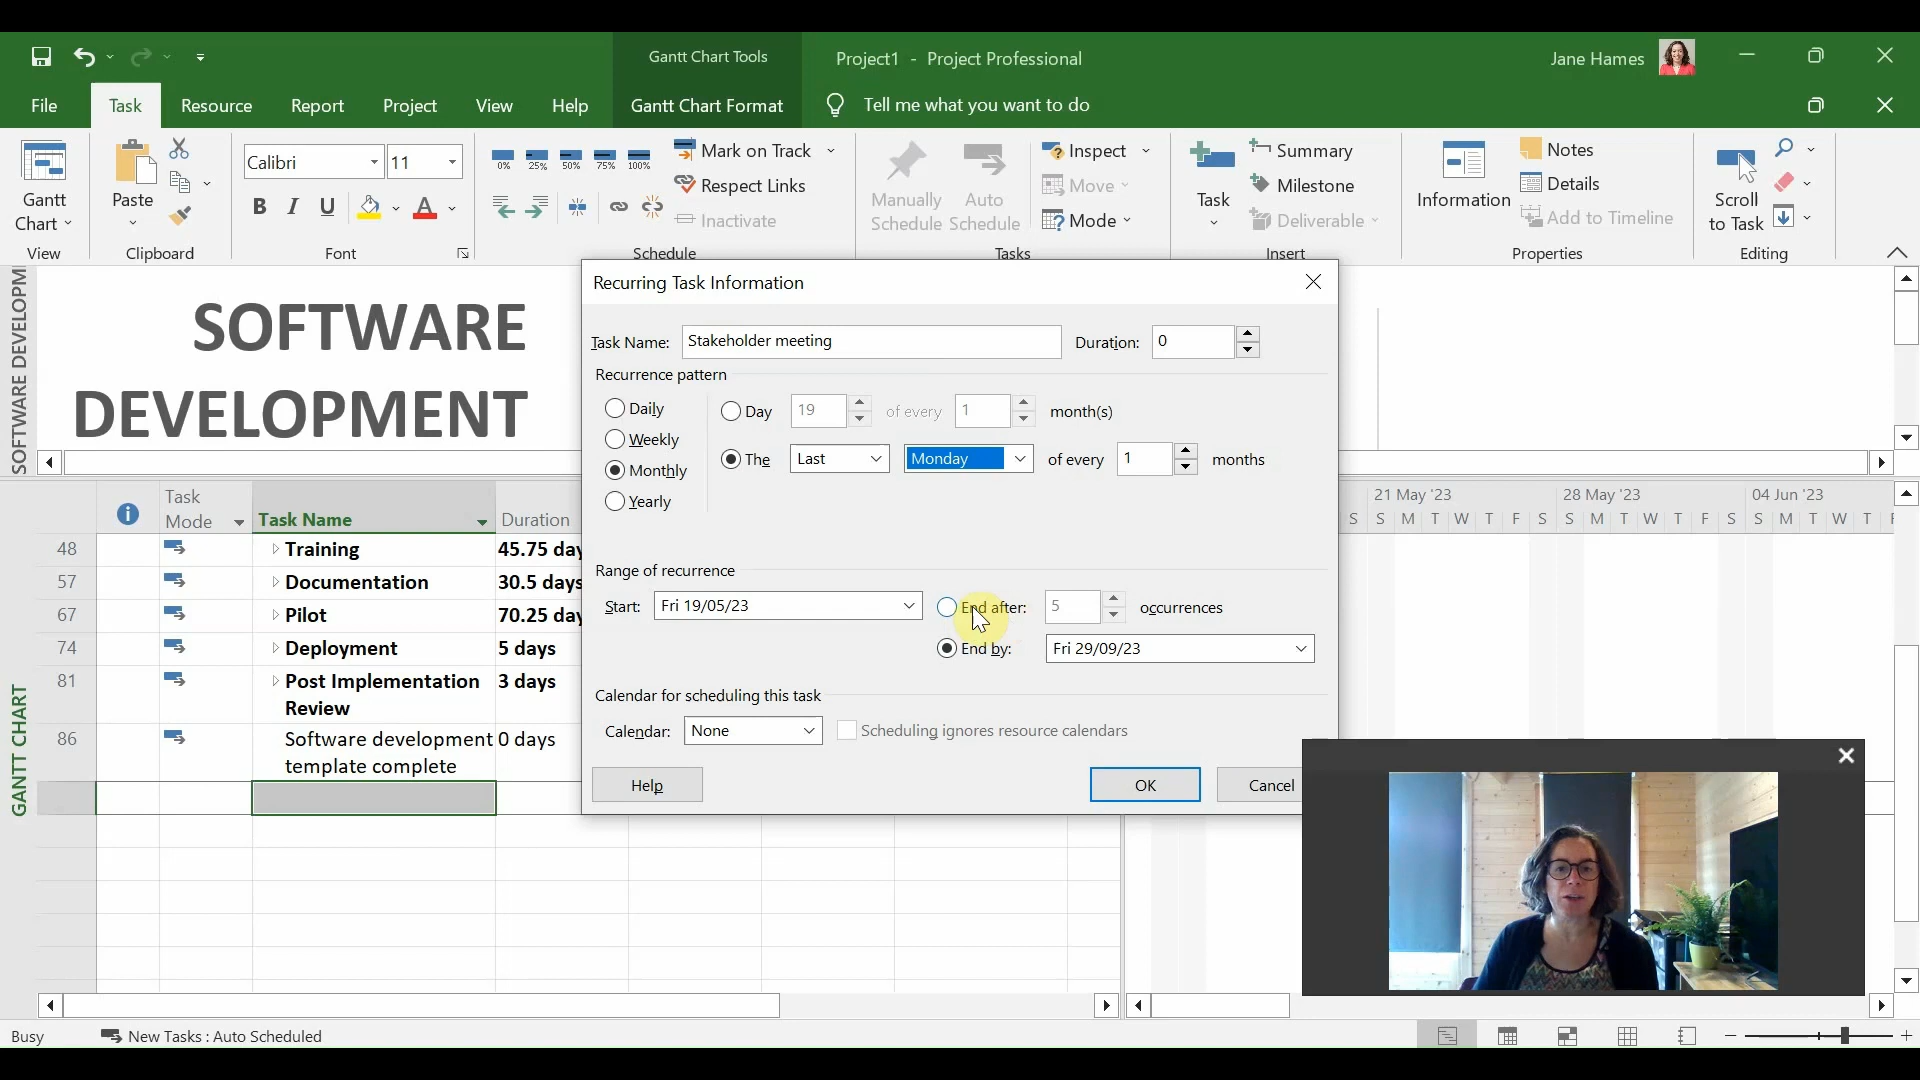 Gantt Chart Tools
Project1 - Project Professional
Jane Hames
File Task Resource Report Project View Help Gantt Chart Format Tell me what you want to do
Gantt Chart
View
Paste
Clipboard
Calibri 11
B I U A
Font
0% 25% 50% 75% 100%
Mark on Track
Respect Links
Inactivate
Schedule
Manually Schedule
Auto Schedule
Inspect
Move
Mode
Tasks
Task
Summary
Milestone
Deliverable
Insert
Information
Notes
Details
Add to Timeline
Properties
Scroll to Task
Editing
SOFTWARE DEVELOPM
SOFTWARE
DEVELOPMENT
Recurring Task Information
Task Name: Stakeholder meeting Duration: 0
Recurrence pattern
Daily
Weekly
Monthly
Yearly
Day 19 of every 1 month(s)
The Last Monday of every 1 months
Range of recurrence
Start: Fri 19/05/23 End after: 5 occurrences
End by: Fri 29/09/23
Calendar for scheduling this task
Calendar: None Scheduling ignores resource calendars
Help OK Cancel
GANTT CHART
Task Mode Task Name Duration
48 Training 45.75 day
57 Documentation 30.5 days
67 Pilot 70.25 day
74 Deployment 5 days
81 Post Implementation Review 3 days
86 Software development template complete 0 days
21 May '23 28 May '23 04 Jun '23
S S M T W T F S S M T W T F S S M T W T F
Busy New Tasks : Auto Scheduled